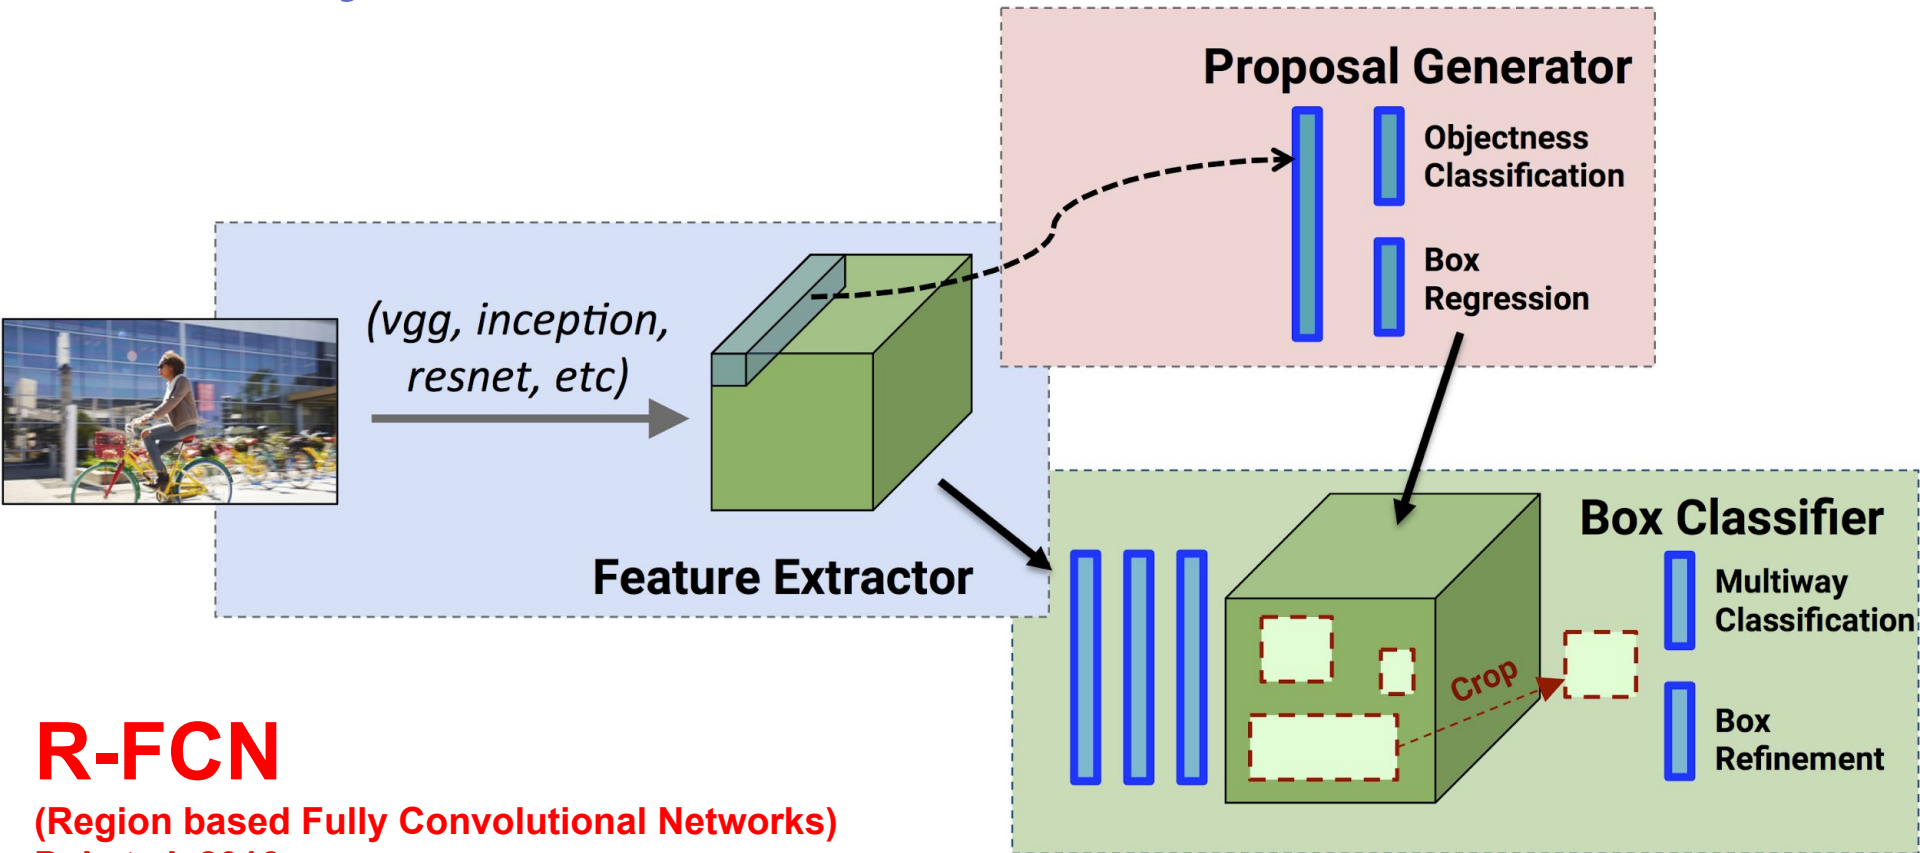 Proposal Generator
Objectness
Classification
Box
Regression
(vgg, inception,
resnet, etc)
Feature Extractor
Box Classifier
Multiway
Classification
Crop
Box
Refinement
R-FCN
(Region based Fully Convolutional Networks)